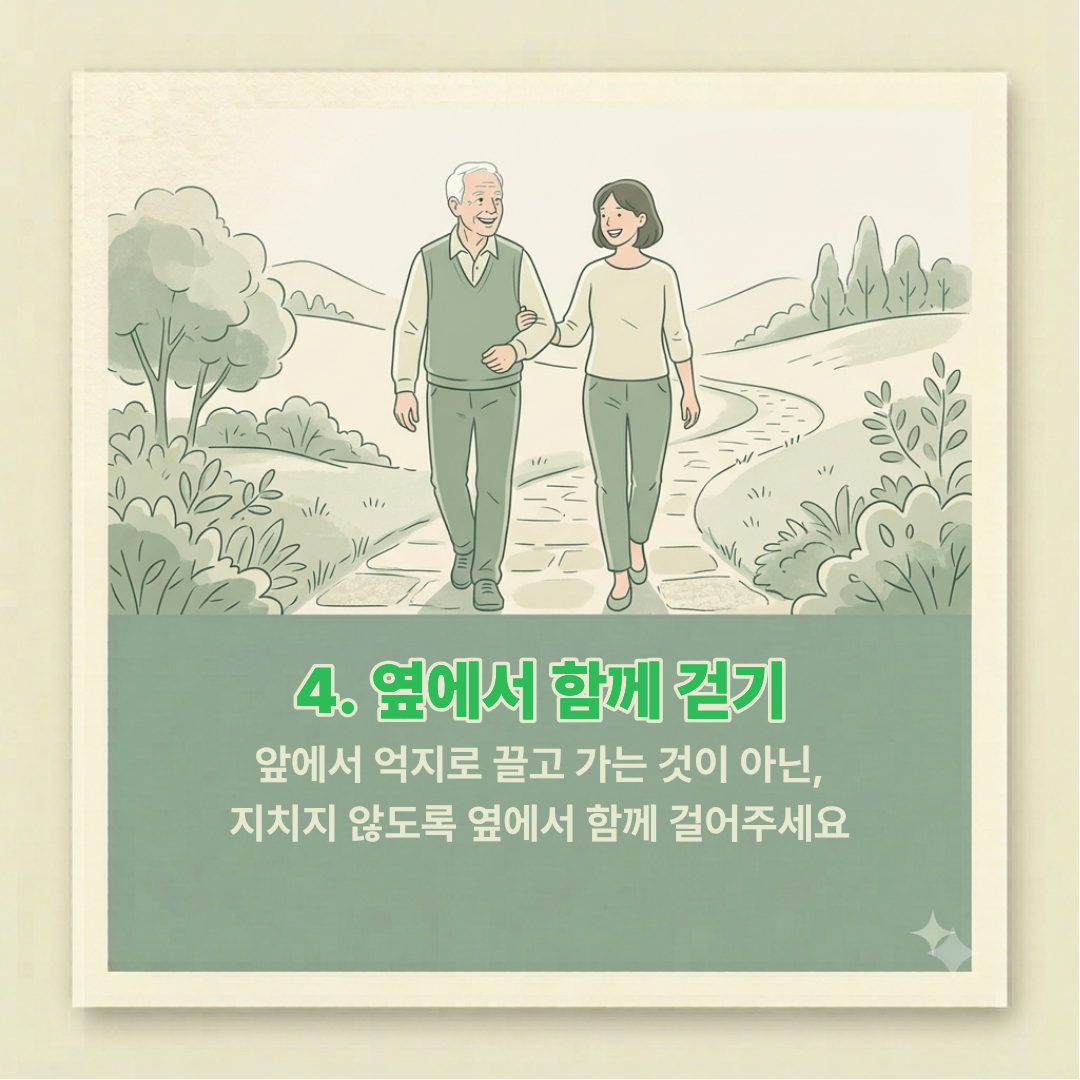 4. 옆에서 함께 걷기
앞에서 억지로 끌고 가는 것이 아닌,
지치지 않도록 옆에서 함께 걸어주세요